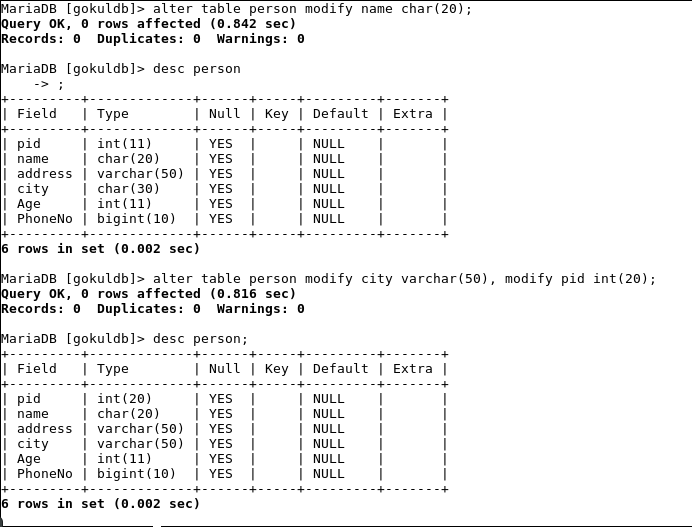 MariaDB [gokuldb]> alter table person modify name char(20);
Query OK, 0 rows affected (0.842 sec)
Records: 0  Duplicates: 0  Warnings: 0

MariaDB [gokuldb]> desc person
    -> ;
+---------+-------------+------+-----+---------+-------+
| Field   | Type        | Null | Key | Default | Extra |
+---------+-------------+------+-----+---------+-------+
| pid     | int(11)     | YES  |     | NULL    |       |
| name    | char(20)    | YES  |     | NULL    |       |
| address | varchar(50) | YES  |     | NULL    |       |
| city    | char(30)    | YES  |     | NULL    |       |
| Age     | int(11)     | YES  |     | NULL    |       |
| PhoneNo | bigint(10)  | YES  |     | NULL    |       |
+---------+-------------+------+-----+---------+-------+
6 rows in set (0.002 sec)

MariaDB [gokuldb]> alter table person modify city varchar(50), modify pid int(20);
Query OK, 0 rows affected (0.816 sec)
Records: 0  Duplicates: 0  Warnings: 0

MariaDB [gokuldb]> desc person;
+---------+-------------+------+-----+---------+-------+
| Field   | Type        | Null | Key | Default | Extra |
+---------+-------------+------+-----+---------+-------+
| pid     | int(20)     | YES  |     | NULL    |       |
| name    | char(20)    | YES  |     | NULL    |       |
| address | varchar(50) | YES  |     | NULL    |       |
| city    | varchar(50) | YES  |     | NULL    |       |
| Age     | int(11)     | YES  |     | NULL    |       |
| PhoneNo | bigint(10)  | YES  |     | NULL    |       |
+---------+-------------+------+-----+---------+-------+
6 rows in set (0.002 sec)